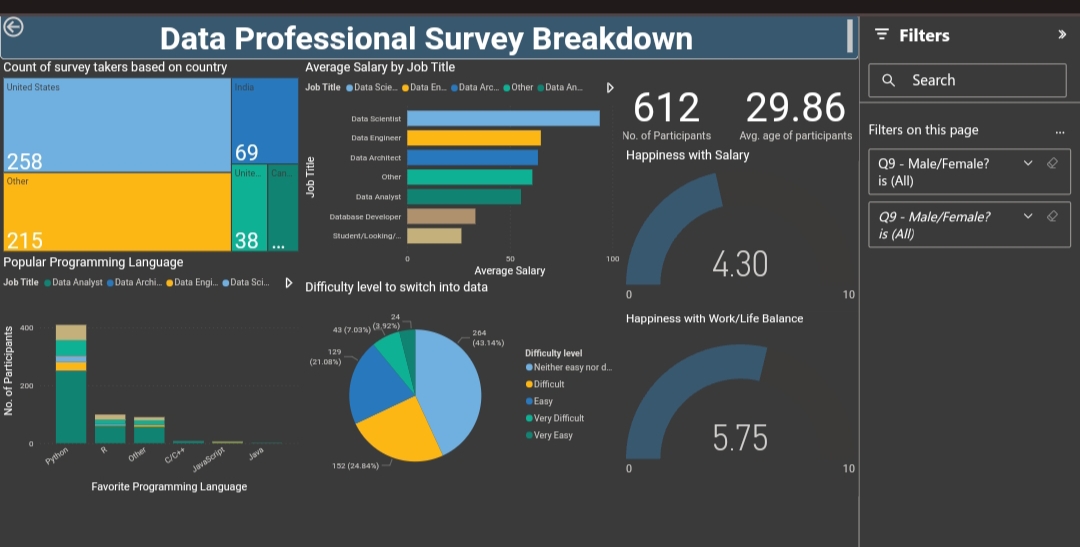 Data Professional Survey Breakdown
Count of survey takers based on country
United States
258
India
69
Other
215
Unite...
38
Can...
...
Popular Programming Language
Job Title Data Analyst Data Archi... Data Engi... Data Sci...
No. of Participants
400
200
0
Python
R
Other
C/C++
JavaScript
Java
Favorite Programming Language
Average Salary by Job Title
Job Title Data Scie... Data En... Data Arc... Other Data An...
Job Title
Data Scientist
Data Engineer
Data Architect
Other
Data Analyst
Database Developer
Student/Looking/...
0 50 100
Average Salary
Difficulty level to switch into data
264
(43.14%)
152 (24.84%)
129
(21.08%)
43 (7.03%)
24
(3.92%)
Difficulty level
Neither easy nor d...
Difficult
Easy
Very Difficult
Very Easy
612
No. of Participants
29.86
Avg. age of participants
Happiness with Salary
4.30
0 10
Happiness with Work/Life Balance
5.75
0 10
Filters
Search
Filters on this page
...
Q9 - Male/Female?
is (All)
Q9 - Male/Female?
is (All)